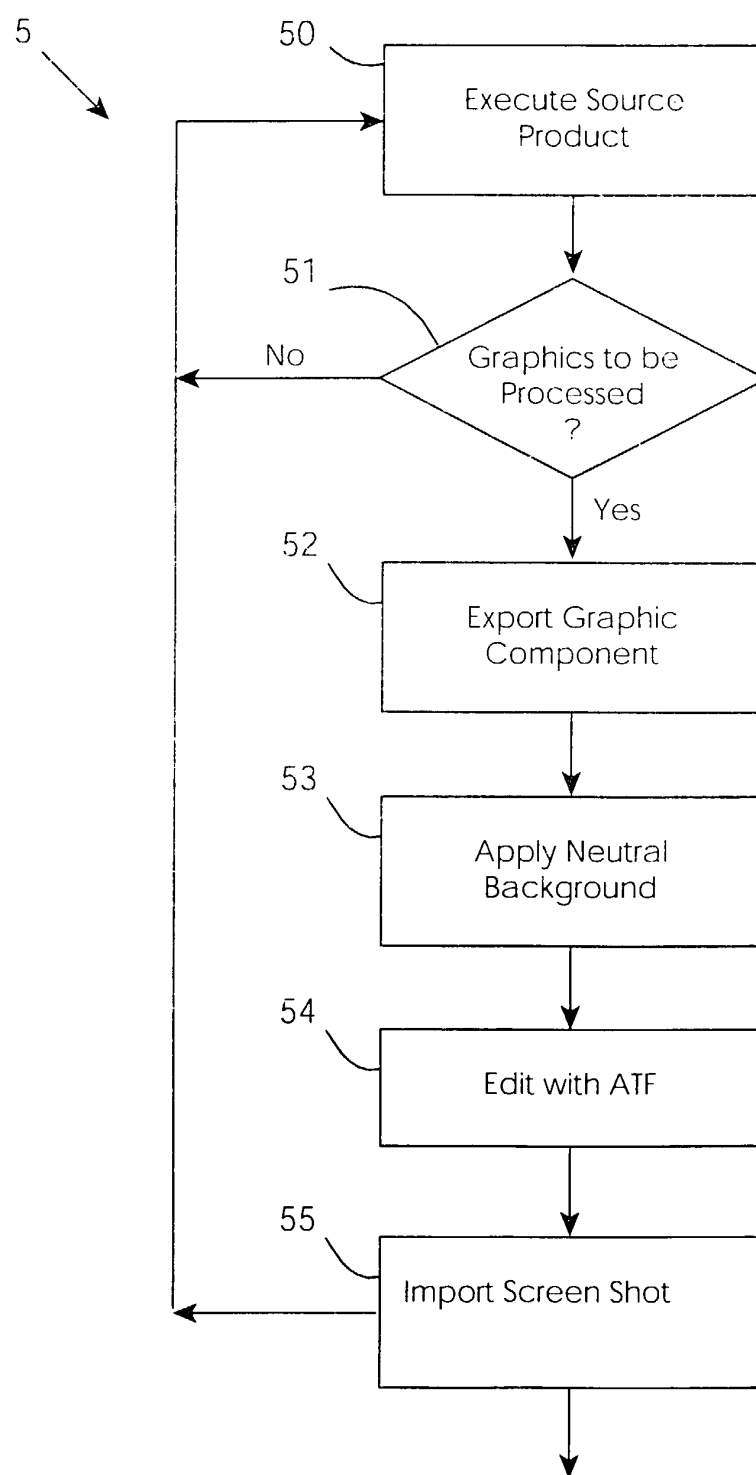 5
50
Execute Source
Product
51
No
Graphics to be
Processed
?
Yes
52
Export Graphic
Component
53
Apply Neutral
Background
54
Edit with ATF
55
Import Screen Shot